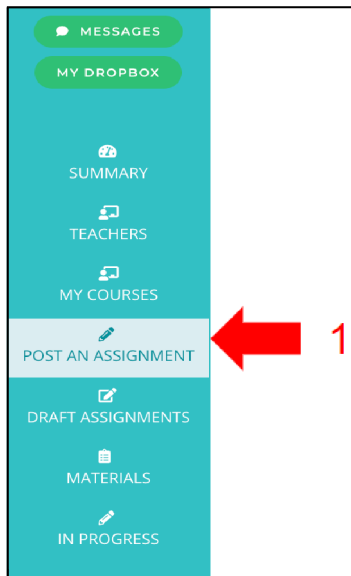 MESSAGES
MY DROPBOX
SUMMARY
TEACHERS
MY COURSES
POST AN ASSIGNMENT
1
DRAFT ASSIGNMENTS
MATERIALS
IN PROGRESS